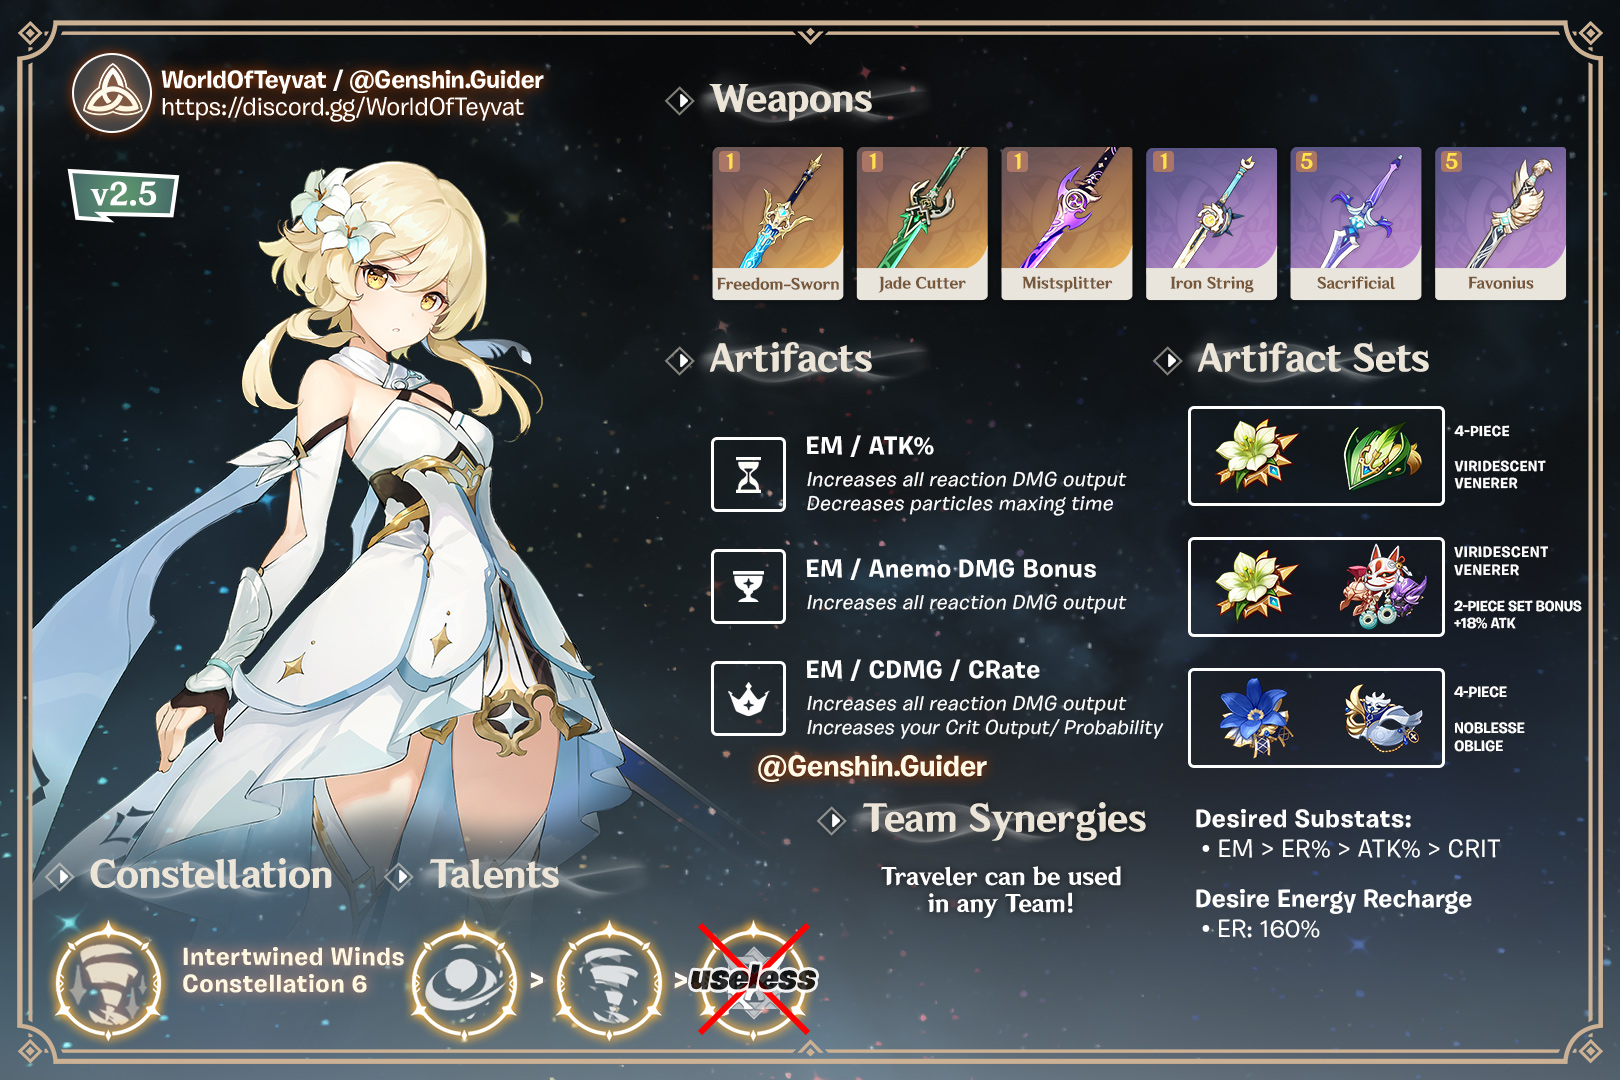 WorldOfTeyvat / @Genshin.Guider
https://discord.gg/WorldOfTeyvat
v2.5
Weapons
1
1
1
1
5
5
Freedom-Sworn
Jade Cutter
Mistsplitter
Iron String
Sacrificial
Favonius
Artifacts
EM / ATK%
Increases all reaction DMG output
Decreases particles maxing time
EM / Anemo DMG Bonus
Increases all reaction DMG output
EM / CDMG / CRate
Increases all reaction DMG output
Increases your Crit Output/ Probability
@Genshin.Guider
Artifact Sets
4-PIECE
VIRIDESCENT
VENERER
VIRIDESCENT
VENERER
2-PIECE SET BONUS
+18% ATK
4-PIECE
NOBLESSE
OBLIGE
Team Synergies
Traveler can be used
in any Team!
Desired Substats:
• EM > ER% > ATK% > CRIT
Desire Energy Recharge
• ER: 160%
Constellation
Intertwined Winds
Constellation 6
Talents
> > useless